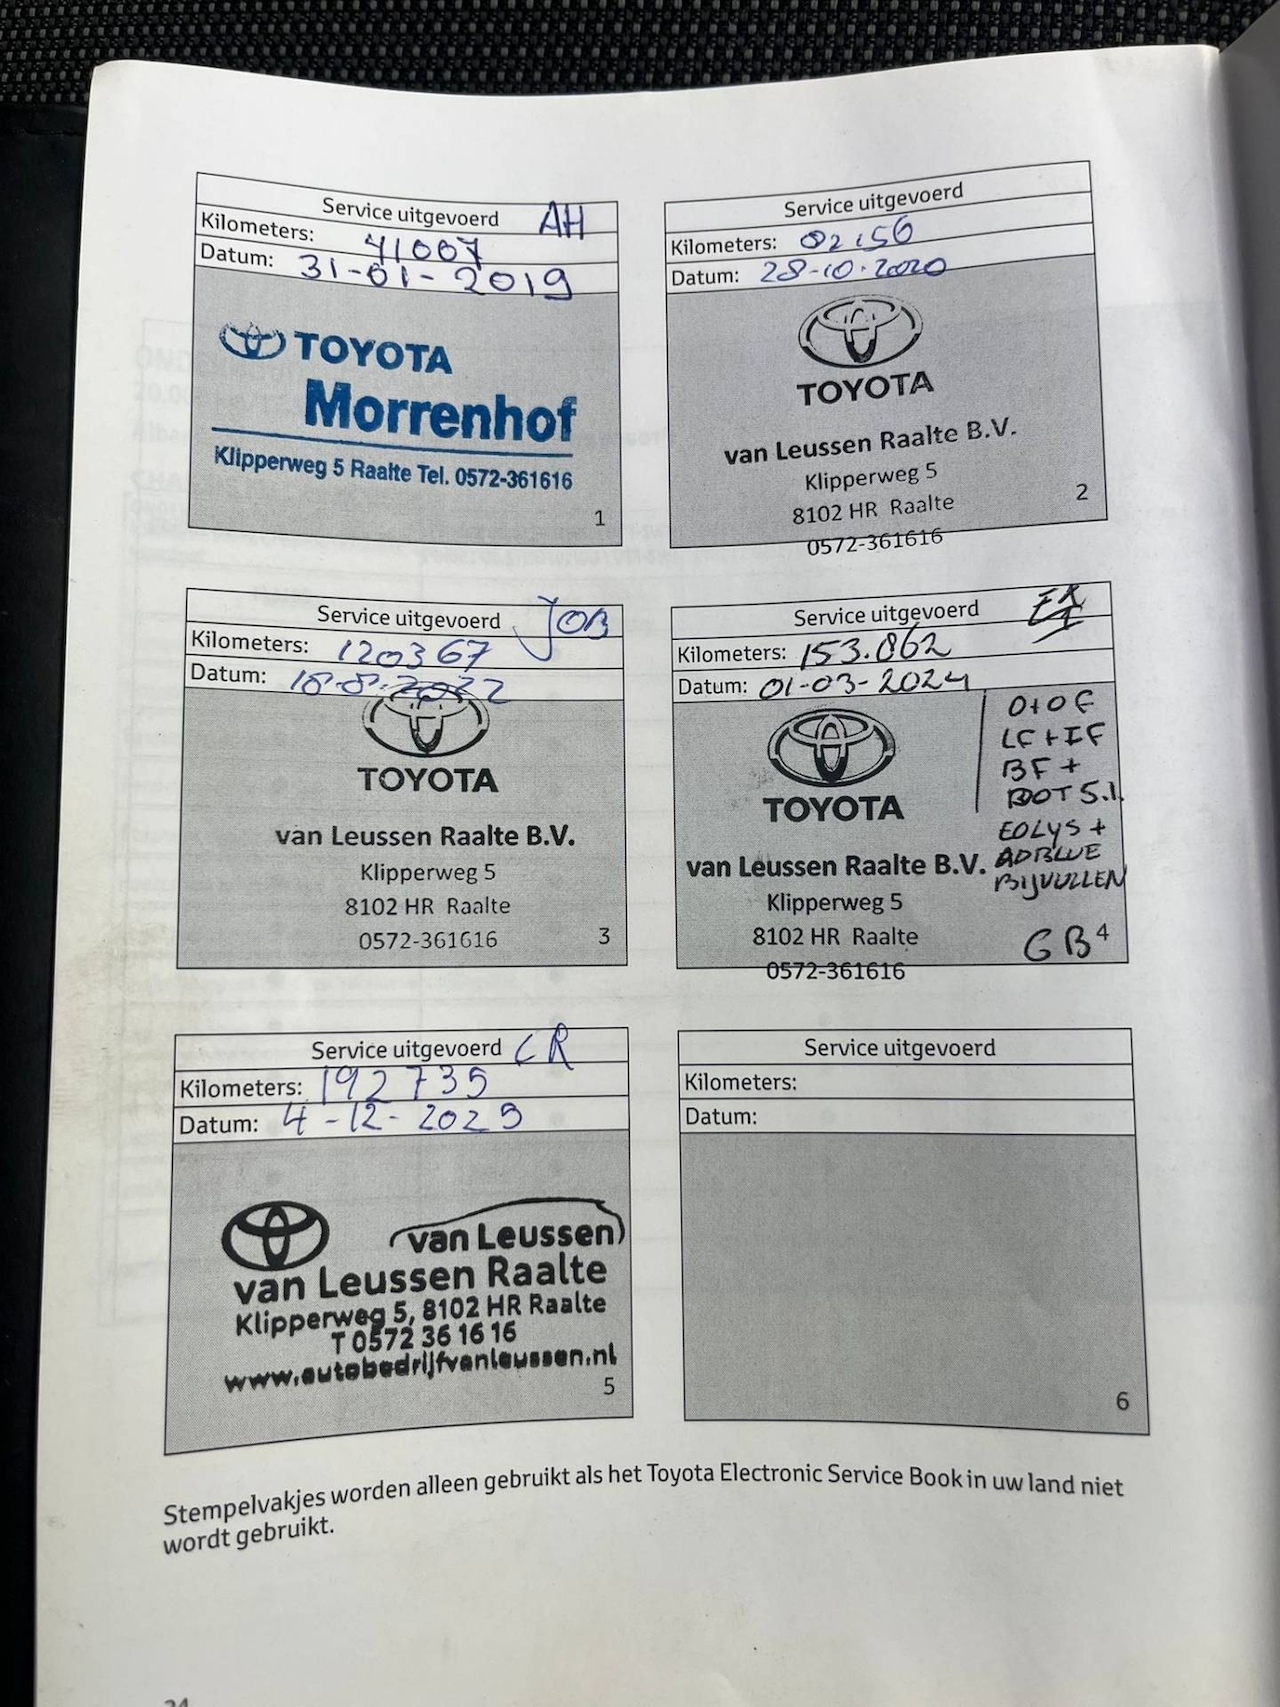 Service uitgevoerd AH
Kilometers: 41007
Datum: 31-01-2019
TOYOTA
Morrenhof
Klipperweg 5 Raalte Tel. 0572-361616
1
Service uitgevoerd
Kilometers:
Datum: 28-10-2020
TOYOTA
van Leussen Raalte B.V.
Klipperweg 5
8102 HR Raalte
0572-361616
2
Service uitgevoerd JOB
Kilometers: 120367
Datum: 18-8-2022
TOYOTA
van Leussen Raalte B.V.
Klipperweg 5
8102 HR Raalte
0572-361616
3
Service uitgevoerd
Kilometers: 153.062
Datum: 01-03-2024
O+OF
LF+IF
BF+
DOT 5.1.
EOLYS+
ADBLUE
BIJVULLEN
GB
TOYOTA
van Leussen Raalte B.V.
Klipperweg 5
8102 HR Raalte
0572-361616
4
Service uitgevoerd CR
Kilometers: 192735
Datum: 4-12-2025
van Leussen
van Leussen Raalte
Klipperweg 5, 8102 HR Raalte
T 0572 36 16 16
www.autobedrijfvanleussen.nl
5
Service uitgevoerd
Kilometers:
Datum:
6
Stempelvakjes worden alleen gebruikt als het Toyota Electronic Service Book in uw land niet
wordt gebruikt.